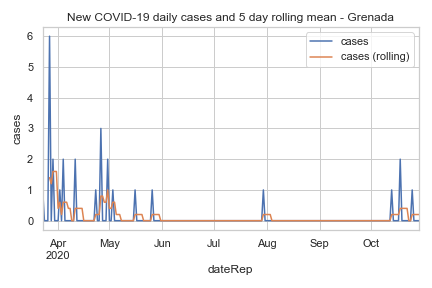 New COVID-19 daily cases and 5 day rolling mean - Grenada
cases
cases (rolling)
6
5
4
3
2
1
0
cases
Apr May Jun Jul Aug Sep Oct
2020
dateRep